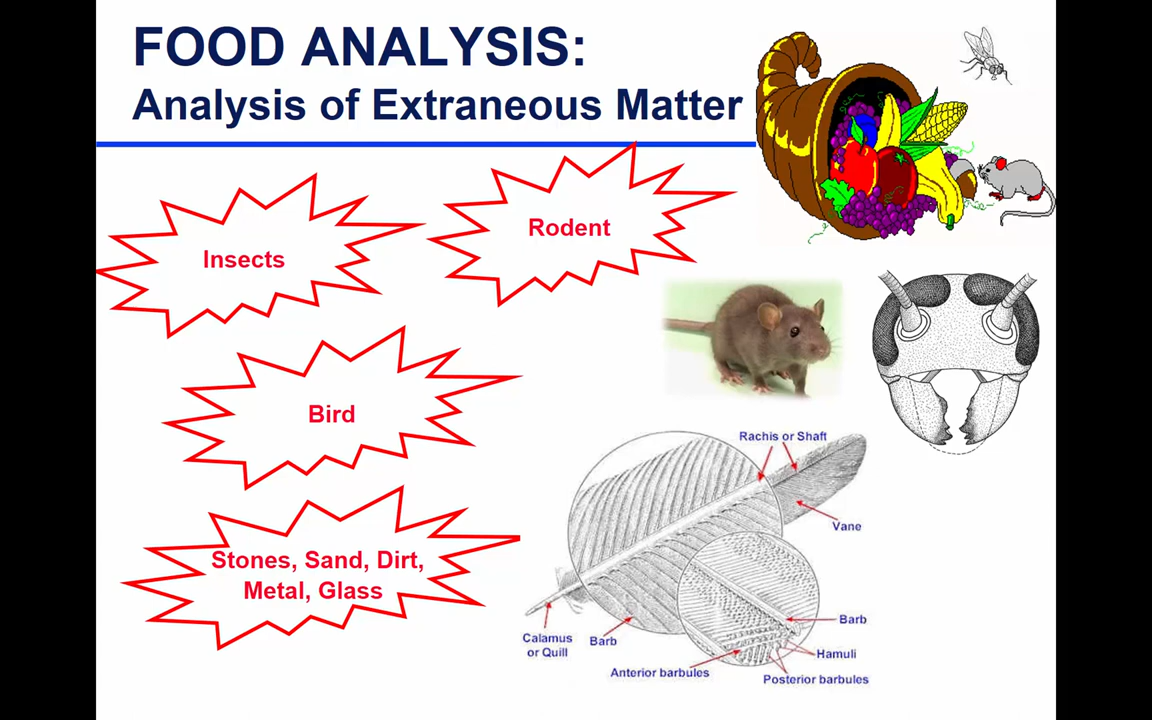 FOOD ANALYSIS:
Analysis of Extraneous Matter
Insects
Rodent
Bird
Stones, Sand, Dirt,
Metal, Glass
Rachis or Shaft
Vane
Barb
Hamuli
Posterior barbules
Anterior barbules
Barb
Calamus
or Quill